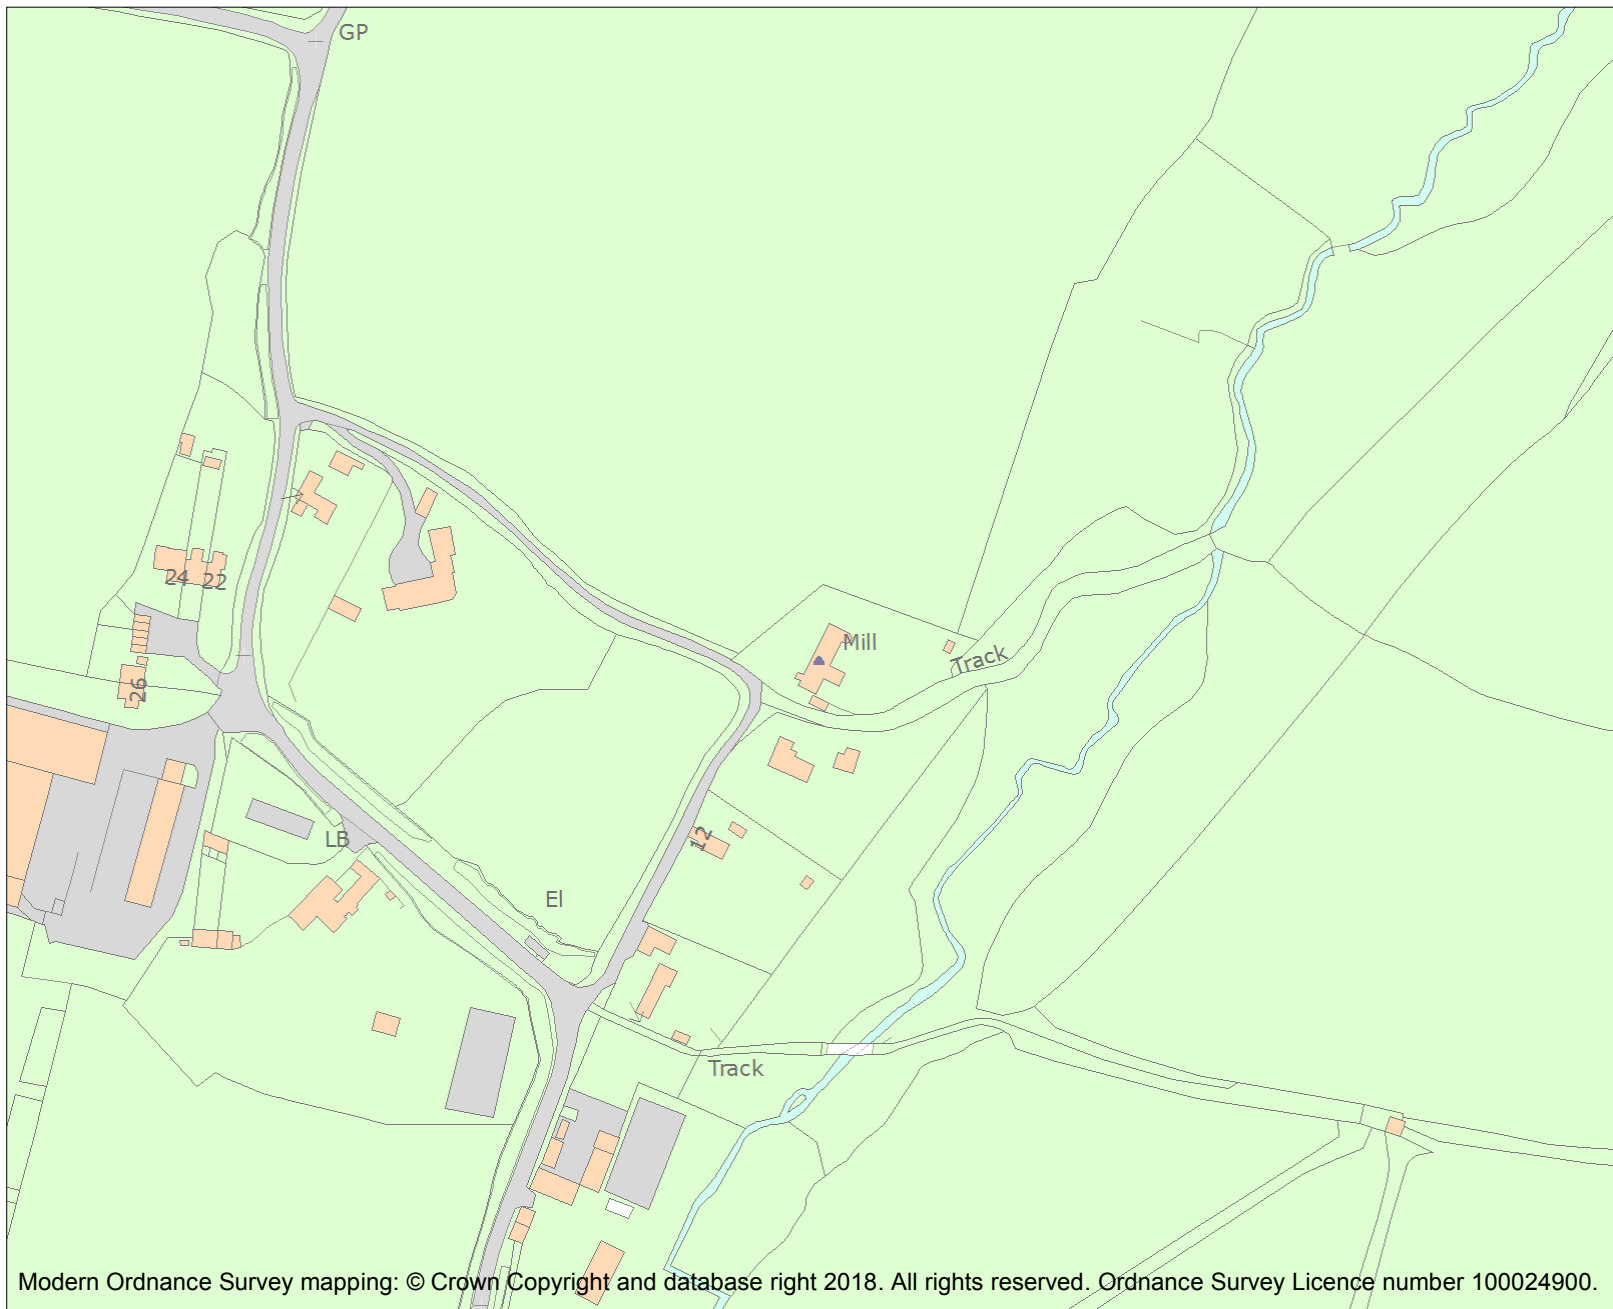 GP
24 22
Mill
Track
26
12
LB
El
Track
Modern Ordnance Survey mapping: © Crown Copyright and database right 2018. All rights reserved. Ordnance Survey Licence number 100024900.